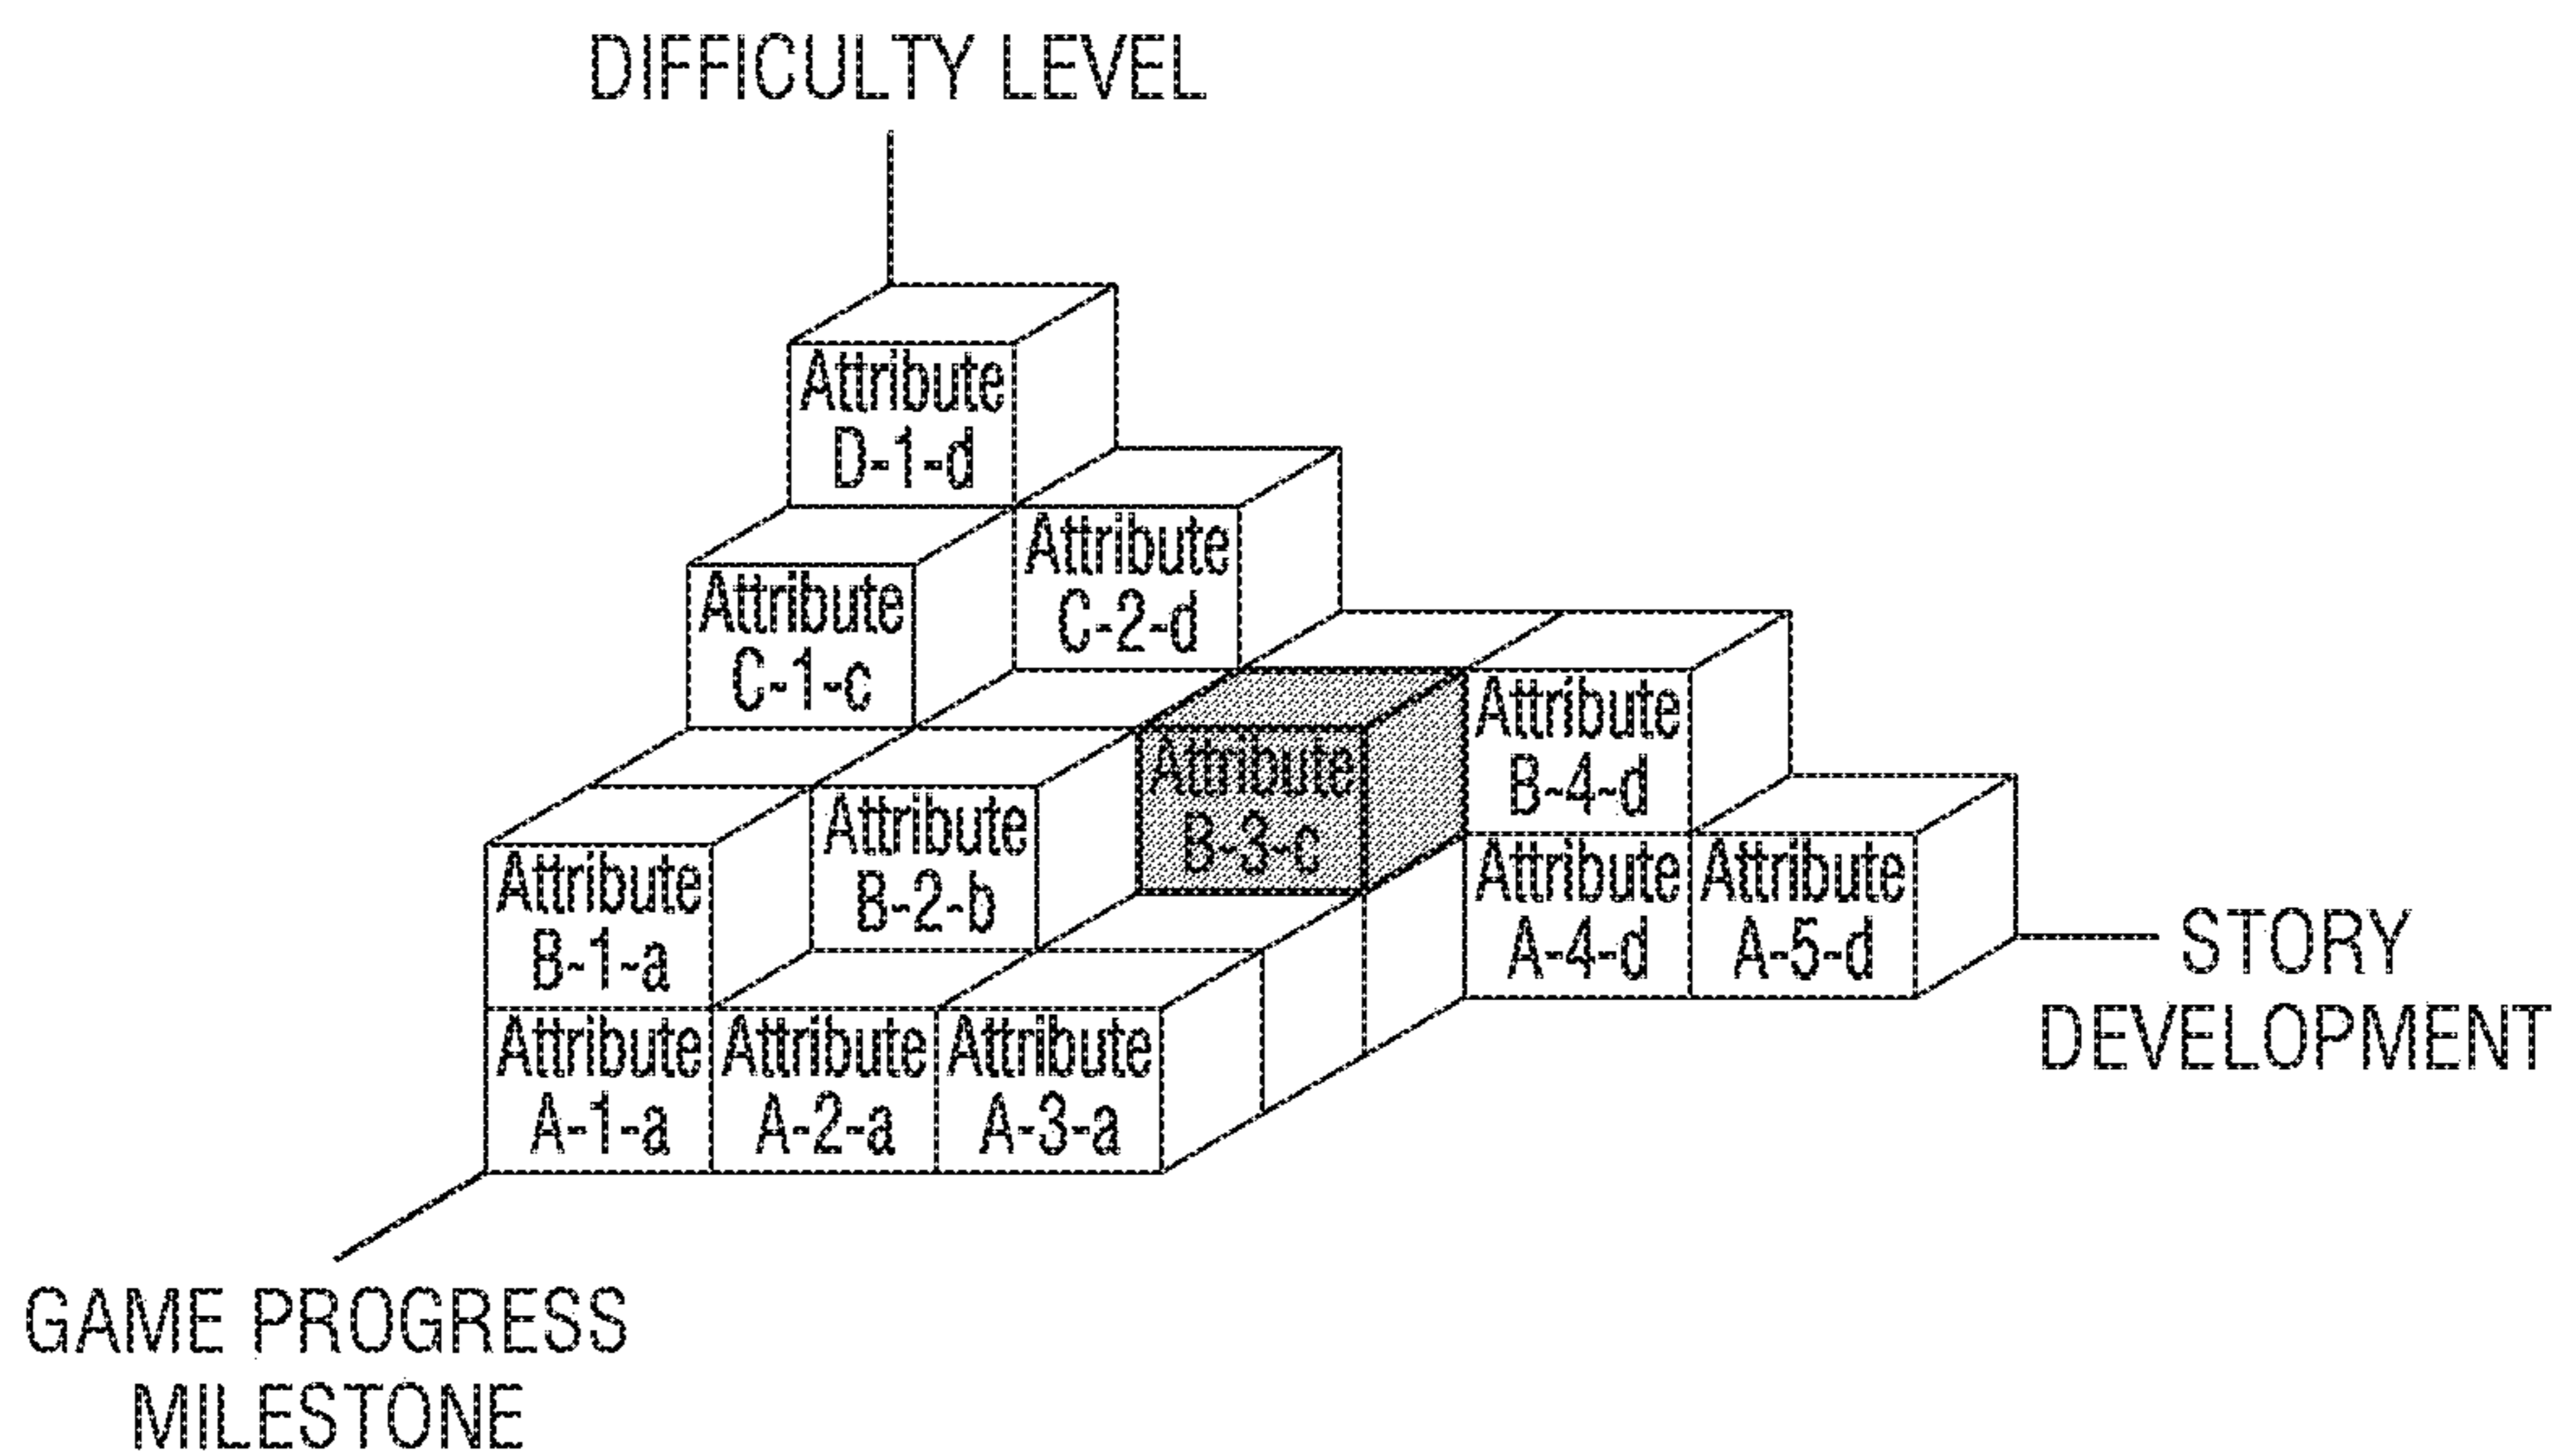 DIFFICULTY LEVEL
Attribute
D-1-d
Attribute
C-2-d
Attribute
C-1-c
Attribute
B-4-d
Attribute
B-3-c
Attribute
B-2-b
Attribute
B-1-a
Attribute
A-4-d
Attribute
A-5-d
STORY
DEVELOPMENT
Attribute
A-1-a
Attribute
A-2-a
Attribute
A-3-a
GAME PROGRESS
MILESTONE